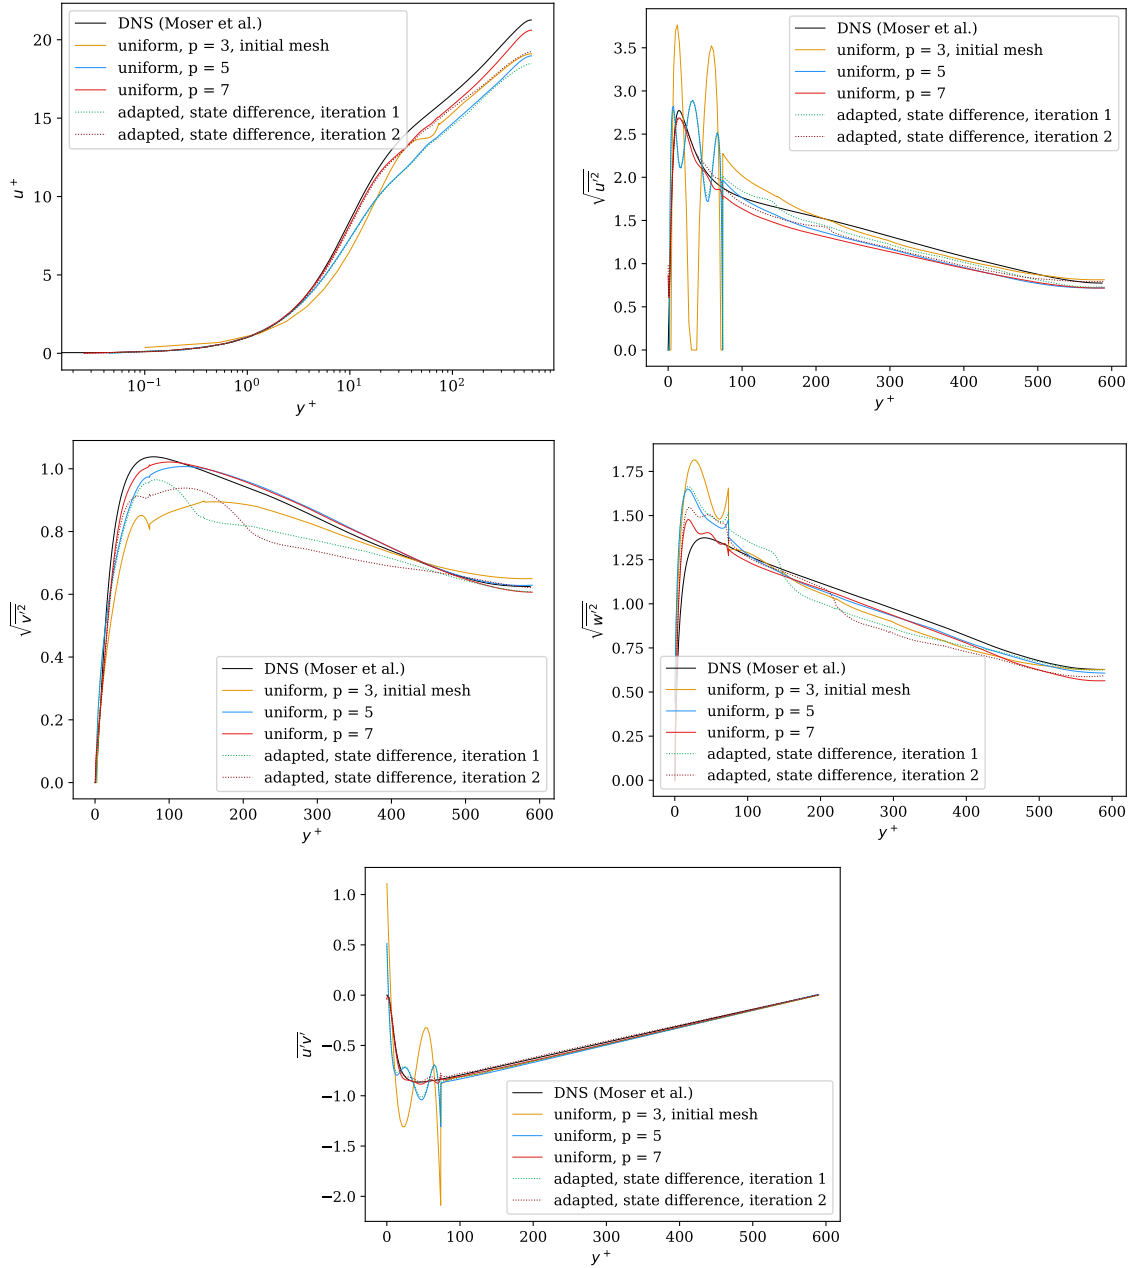 DNS (Moser et al.)
uniform, p = 3, initial mesh
uniform, p = 5
uniform, p = 7
adapted, state difference, iteration 1
adapted, state difference, iteration 2
20
15
10
5
0
u⁺
10⁻¹
10⁰
10¹
10²
y⁺
DNS (Moser et al.)
uniform, p = 3, initial mesh
uniform, p = 5
uniform, p = 7
adapted, state difference, iteration 1
adapted, state difference, iteration 2
3.5
3.0
2.5
2.0
1.5
1.0
0.5
0.0
√u′²
0 100 200 300 400 500 600
y⁺
1.0
0.8
0.6
0.4
0.2
0.0
√v′²
DNS (Moser et al.)
uniform, p = 3, initial mesh
uniform, p = 5
uniform, p = 7
adapted, state difference, iteration 1
adapted, state difference, iteration 2
0 100 200 300 400 500 600
y⁺
1.75
1.50
1.25
1.00
0.75
0.50
0.25
0.00
√w′²
DNS (Moser et al.)
uniform, p = 3, initial mesh
uniform, p = 5
uniform, p = 7
adapted, state difference, iteration 1
adapted, state difference, iteration 2
0 100 200 300 400 500 600
y⁺
1.0
0.5
0.0
−0.5
−1.0
−1.5
−2.0
u′v′
DNS (Moser et al.)
uniform, p = 3, initial mesh
uniform, p = 5
uniform, p = 7
adapted, state difference, iteration 1
adapted, state difference, iteration 2
0 100 200 300 400 500 600
y⁺